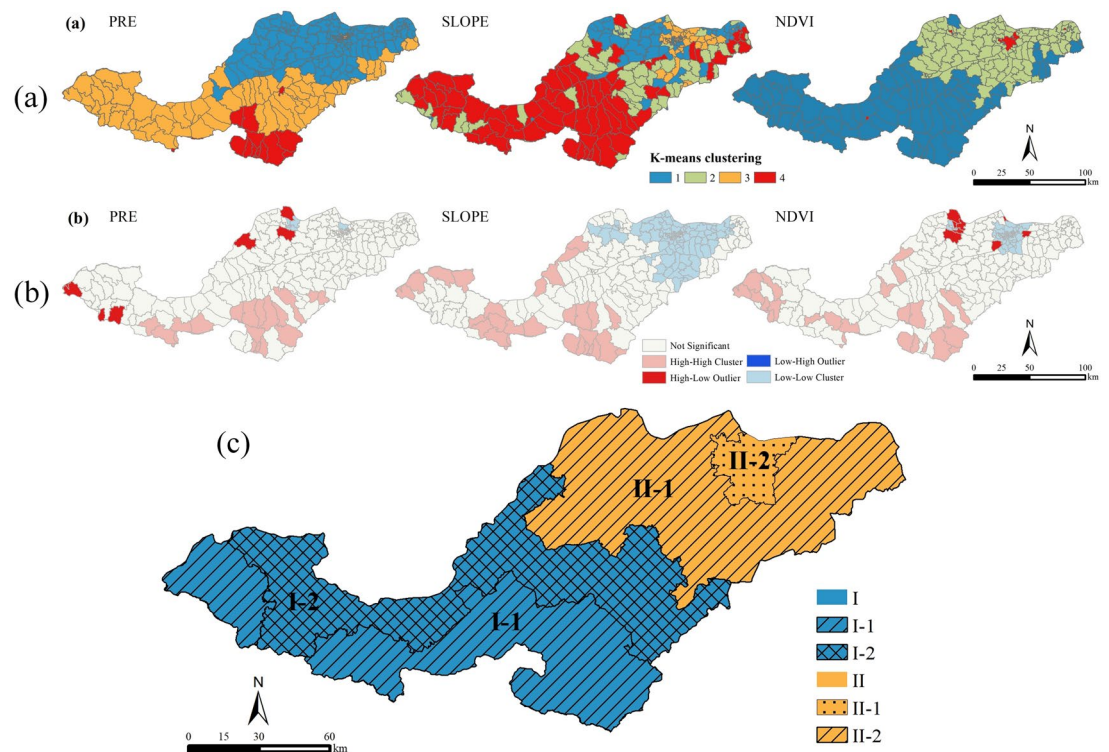 (a) PRE SLOPE NDVI
(a)
K-means clustering
1 2 3 4
N
0 25 50 100
km
(b) PRE SLOPE NDVI
(b)
Not Significant
High-High Cluster Low-High Outlier
High-Low Outlier Low-Low Cluster
N
0 25 50 100
km
(c)
II-2
II-1
I-2
I-1
I
I-1
I-2
II
II-1
II-2
N
0 30 60
km